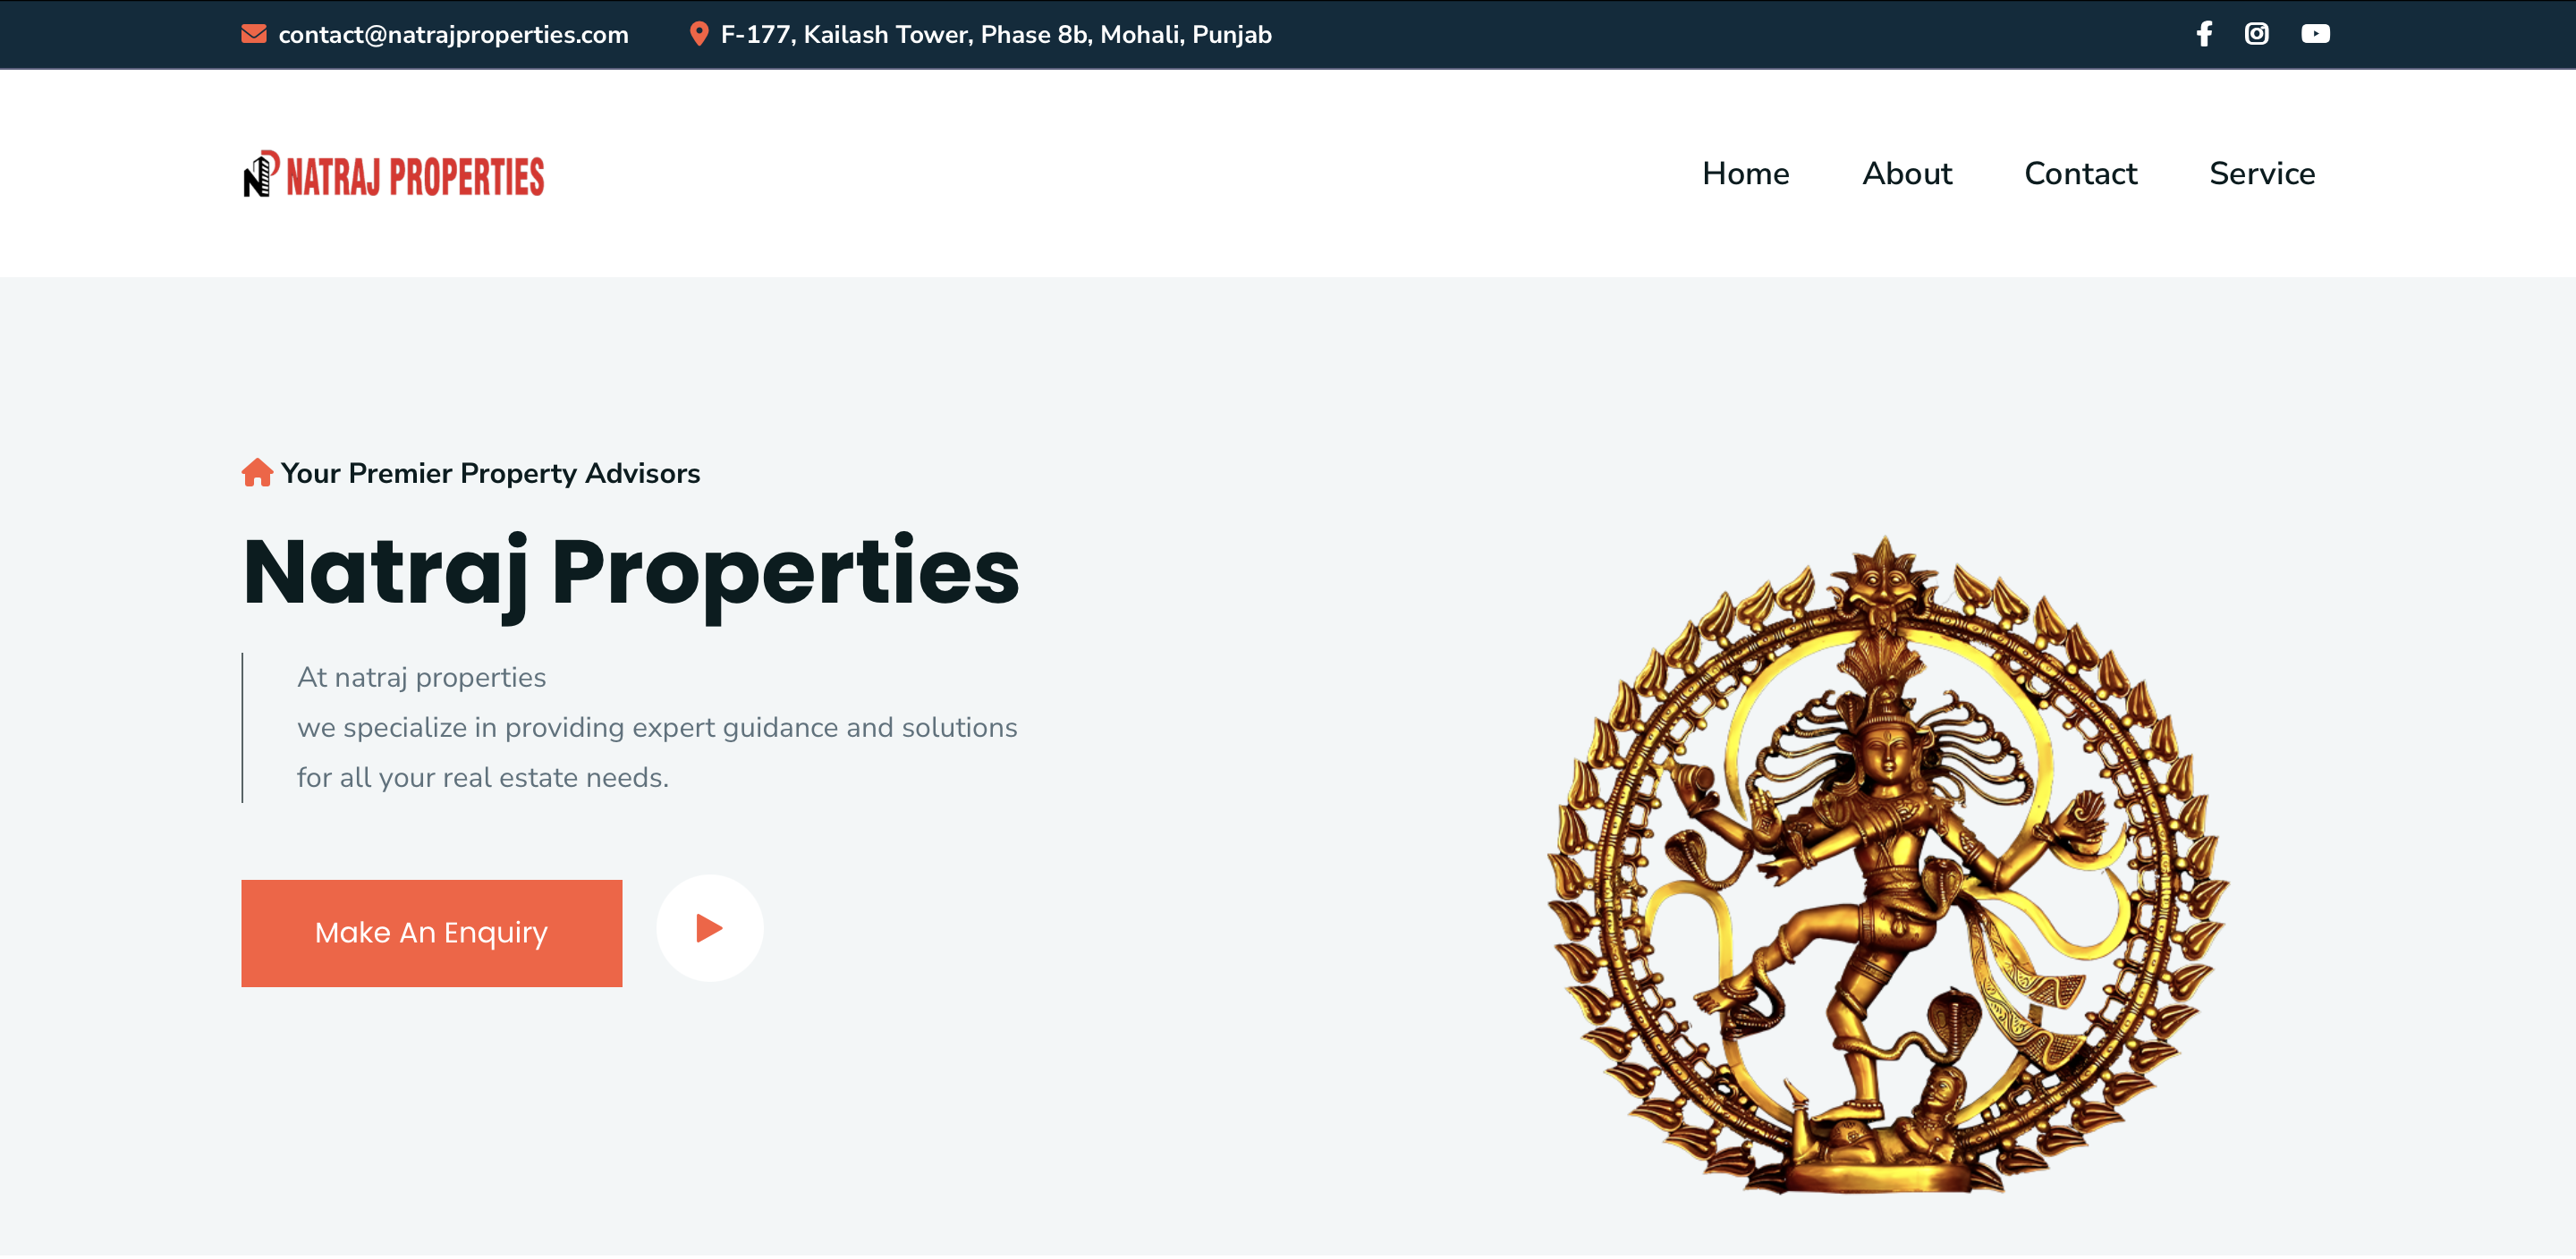 contact@natrajproperties.com
F-177, Kailash Tower, Phase 8b, Mohali, Punjab
NP NATRAJ PROPERTIES
Home
About
Contact
Service
Your Premier Property Advisors
Natraj Properties
At natraj properties
we specialize in providing expert guidance and solutions
for all your real estate needs.
Make An Enquiry